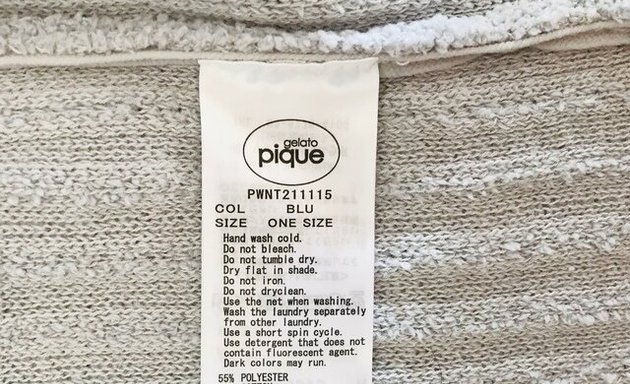 gelato
pique
PWNT211115
COL BLU
SIZE ONE SIZE
Hand wash cold.
Do not bleach.
Do not tumble dry.
Dry flat in shade.
Do not iron.
Do not dryclean.
Use the net when washing.
Wash the laundry separately
from other laundry.
Use a short spin cycle.
Use detergent that does not
contain fluorescent agent.
Dark colors may run.
55% POLYESTER